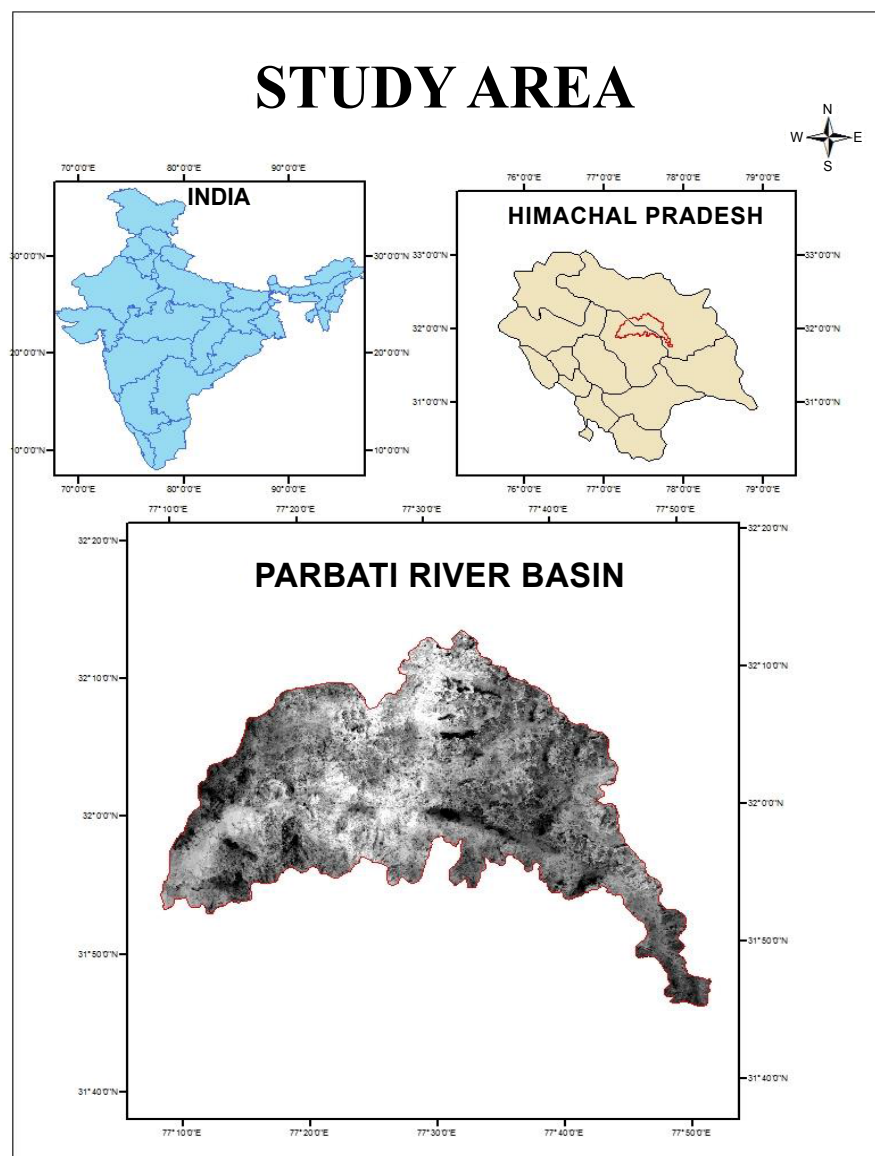 STUDY AREA
N
W E
S
70°0'0"E 80°0'0"E 90°0'0"E
INDIA
30°0'0"N 30°0'0"N
20°0'0"N 20°0'0"N
10°0'0"N 10°0'0"N
70°0'0"E 80°0'0"E 90°0'0"E
76°0'0"E 77°0'0"E 78°0'0"E 79°0'0"E
HIMACHAL PRADESH
33°0'0"N 33°0'0"N
32°0'0"N 32°0'0"N
31°0'0"N 31°0'0"N
76°0'0"E 77°0'0"E 78°0'0"E 79°0'0"E
77°10'0"E 77°20'0"E 77°30'0"E 77°40'0"E 77°50'0"E
32°20'0"N 32°20'0"N
PARBATI RIVER BASIN
32°10'0"N 32°10'0"N
32°0'0"N 32°0'0"N
31°50'0"N 31°50'0"N
31°40'0"N 31°40'0"N
77°10'0"E 77°20'0"E 77°30'0"E 77°40'0"E 77°50'0"E